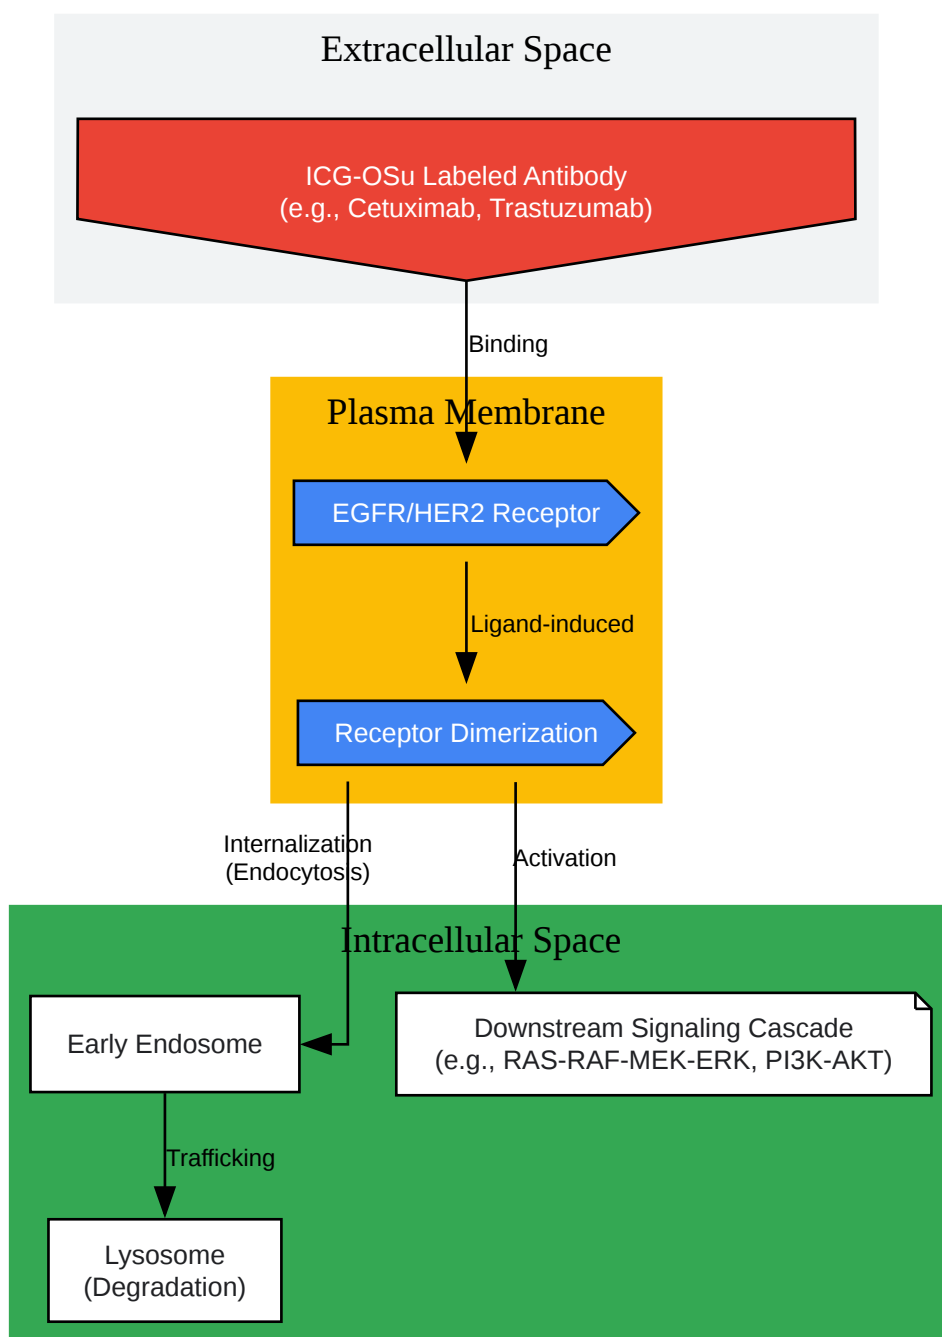 Extracellular Space
ICG-OSu Labeled Antibody
(e.g., Cetuximab, Trastuzumab)
Binding
Plasma Membrane
EGFR/HER2 Receptor
Ligand-induced
Receptor Dimerization
Internalization
(Endocytosis)
Activation
Intracellular Space
Early Endosome
Downstream Signaling Cascade
(e.g., RAS-RAF-MEK-ERK, PI3K-AKT)
Trafficking
Lysosome
(Degradation)